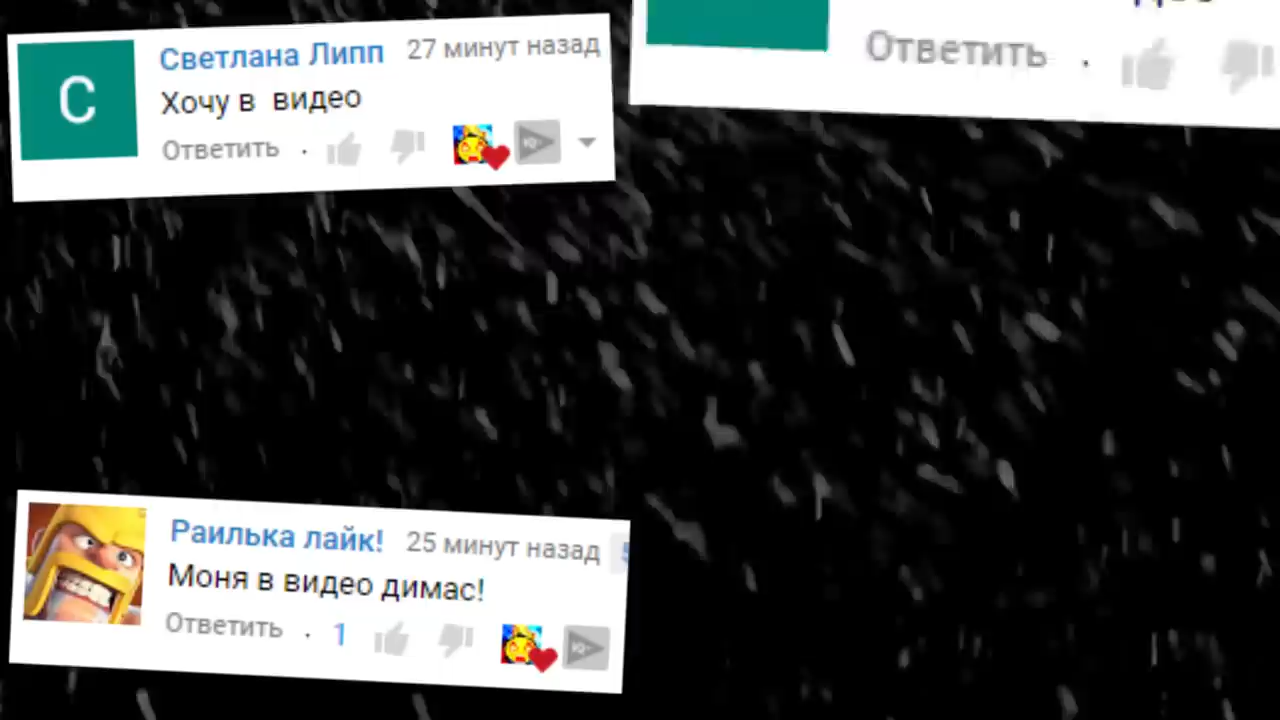 С
Светлана Липп 27 минут назад
Хочу в видео
Ответить
Ответить
Раилька лайк! 25 минут назад
Моня в видео димас!
Ответить · 1